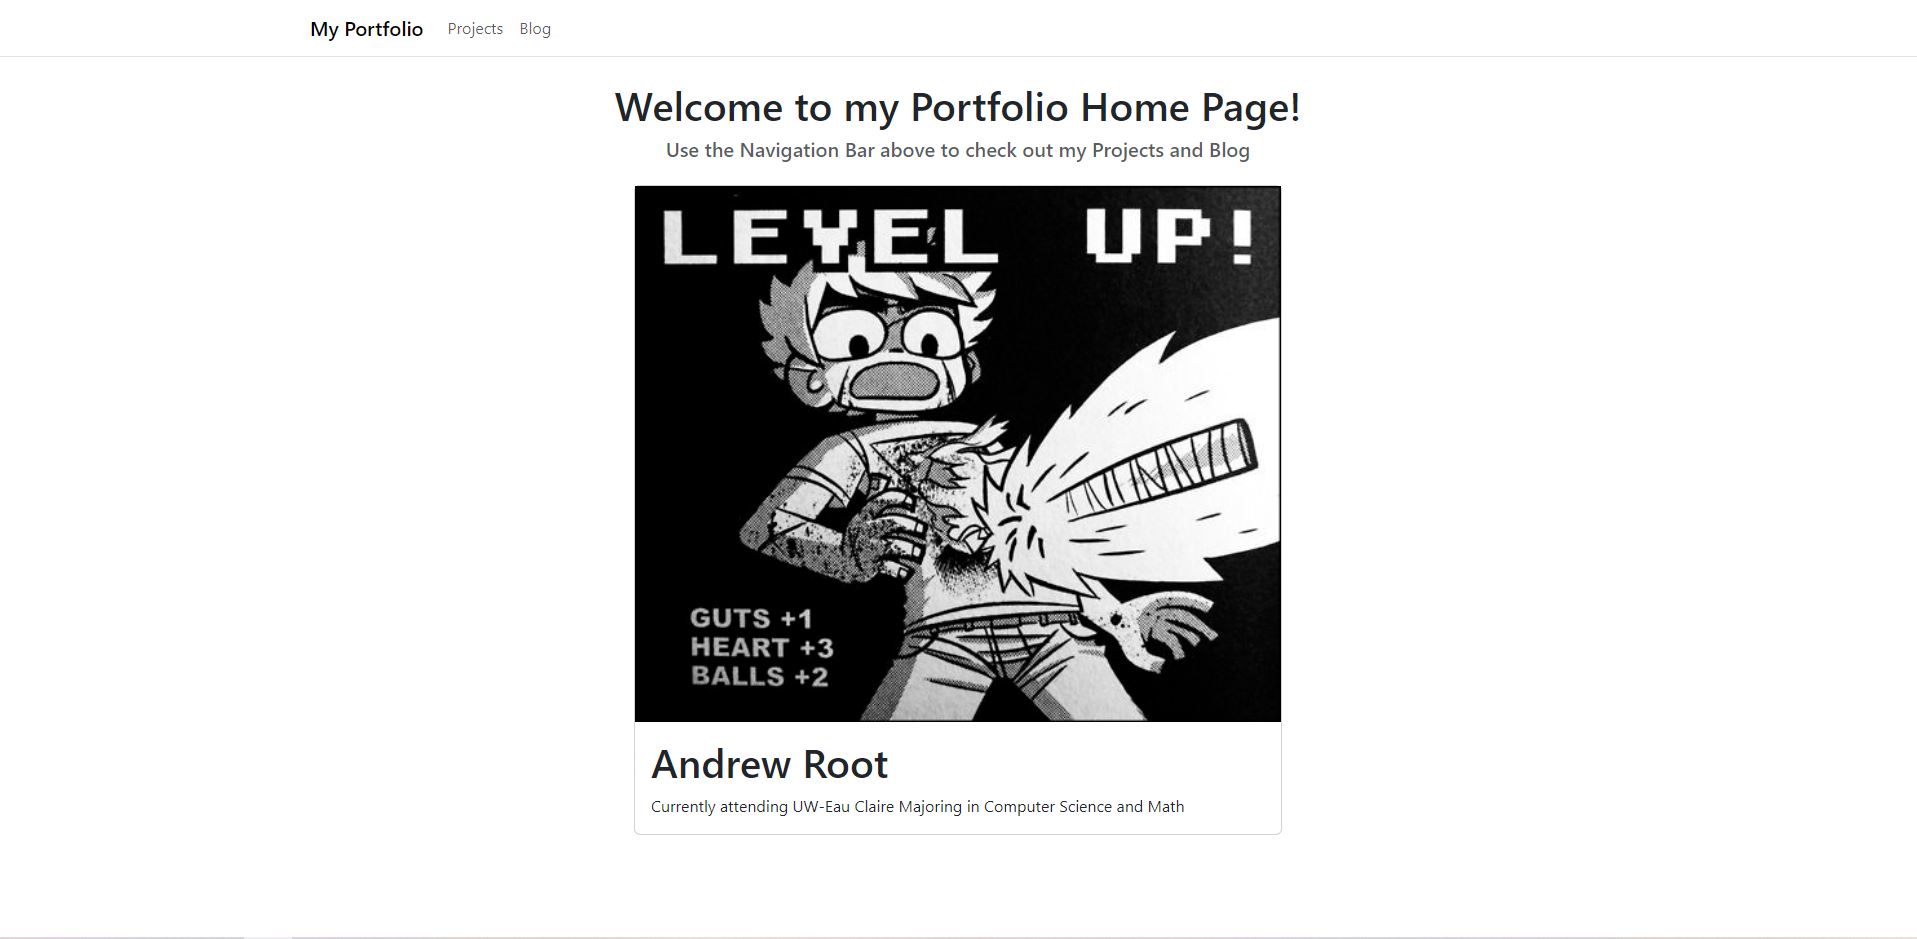 My Portfolio Projects Blog
Welcome to my Portfolio Home Page!
Use the Navigation Bar above to check out my Projects and Blog
LEVEL UP!
GUTS +1
HEART +3
BALLS +2
Andrew Root
Currently attending UW-Eau Claire Majoring in Computer Science and Math